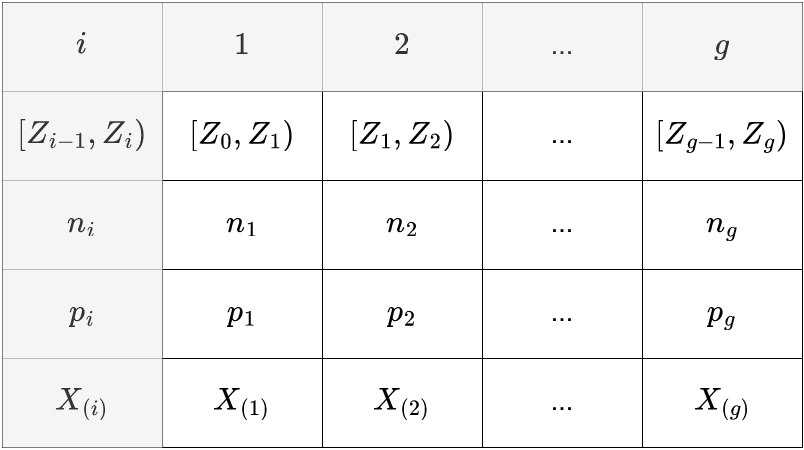 i 1 2 ... g
[Z_{i−1}, Z_i) [Z_0, Z_1) [Z_1, Z_2) ... [Z_{g−1}, Z_g)
n_i n_1 n_2 ... n_g
p_i p_1 p_2 ... p_g
X_{(i)} X_{(1)} X_{(2)} ... X_{(g)}